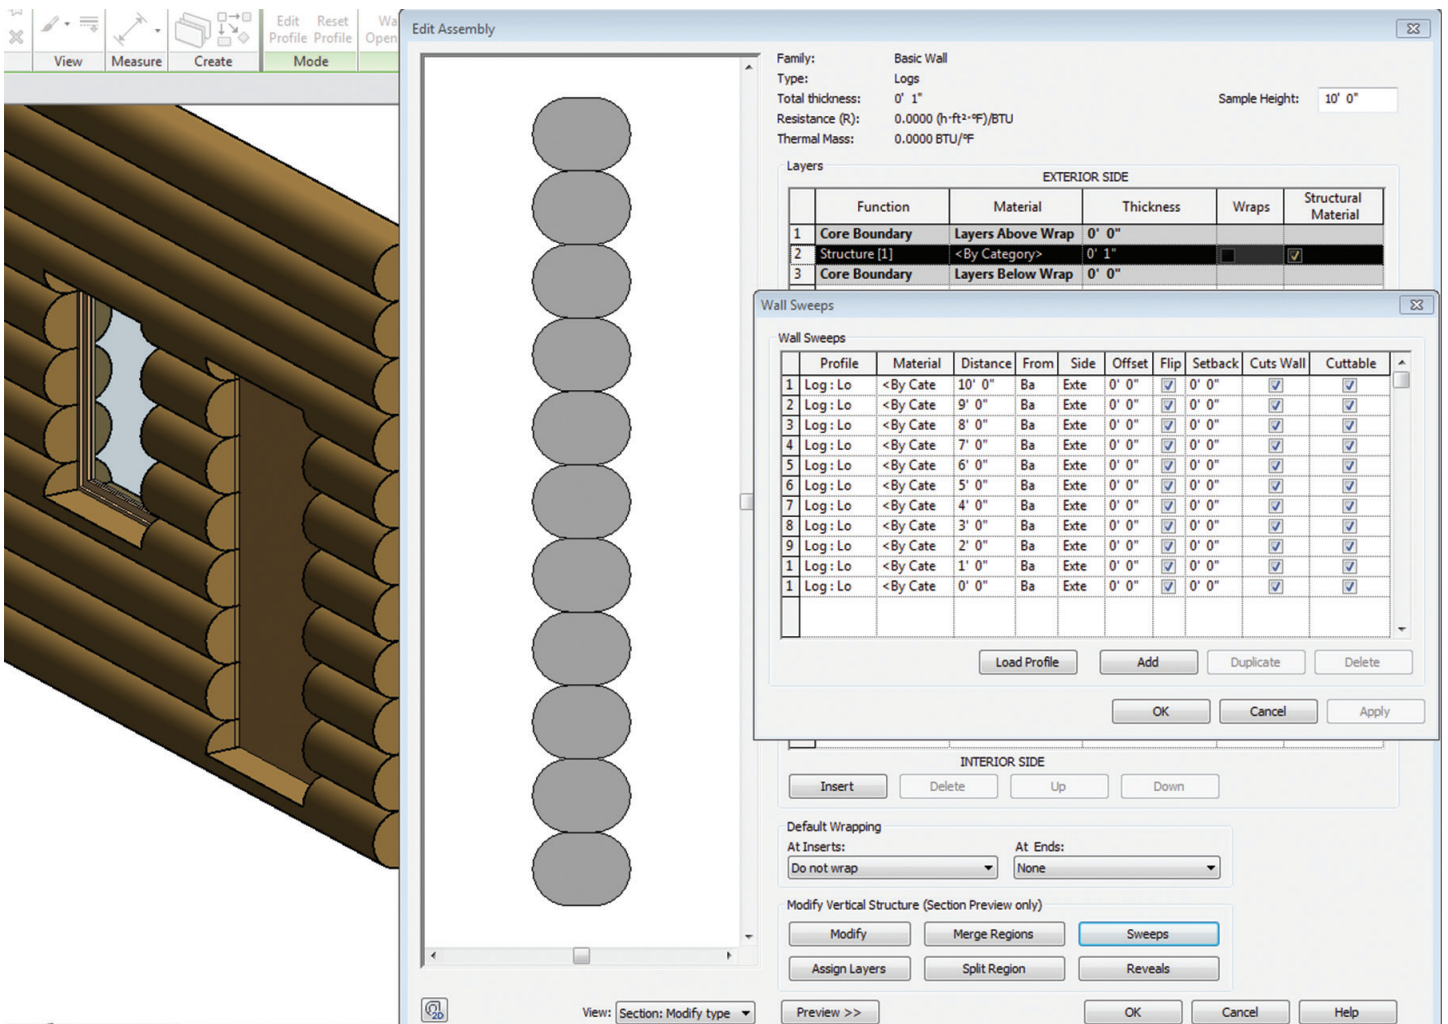 Edit Reset Wa
Profile Profile Open
View Measure Create Mode
Edit Assembly
Family: Basic Wall
Type: Logs
Total thickness: 0' 1" Sample Height: 10' 0"
Resistance (R): 0.0000 (h·ft²·°F)/BTU
Thermal Mass: 0.0000 BTU/°F
Layers
EXTERIOR SIDE
Function Material Thickness Wraps Structural Material
1 Core Boundary Layers Above Wrap 0' 0"
2 Structure [1] <By Category> 0' 1"
3 Core Boundary Layers Below Wrap 0' 0"
Wall Sweeps
Wall Sweeps
Profile Material Distance From Side Offset Flip Setback Cuts Wall Cuttable
1 Log : Lo <By Cate 10' 0" Ba Exte 0' 0" 0' 0"
2 Log : Lo <By Cate 9' 0" Ba Exte 0' 0" 0' 0"
3 Log : Lo <By Cate 8' 0" Ba Exte 0' 0" 0' 0"
4 Log : Lo <By Cate 7' 0" Ba Exte 0' 0" 0' 0"
5 Log : Lo <By Cate 6' 0" Ba Exte 0' 0" 0' 0"
6 Log : Lo <By Cate 5' 0" Ba Exte 0' 0" 0' 0"
7 Log : Lo <By Cate 4' 0" Ba Exte 0' 0" 0' 0"
8 Log : Lo <By Cate 3' 0" Ba Exte 0' 0" 0' 0"
9 Log : Lo <By Cate 2' 0" Ba Exte 0' 0" 0' 0"
1 Log : Lo <By Cate 1' 0" Ba Exte 0' 0" 0' 0"
1 Log : Lo <By Cate 0' 0" Ba Exte 0' 0" 0' 0"
Load Profile Add Duplicate Delete
OK Cancel Apply
INTERIOR SIDE
Insert Delete Up Down
Default Wrapping
At Inserts: At Ends:
Do not wrap None
Modify Vertical Structure (Section Preview only)
Modify Merge Regions Sweeps
Assign Layers Split Region Reveals
2D View: Section: Modify type Preview >> OK Cancel Help